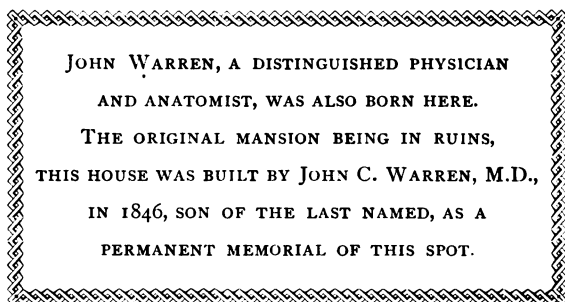 John Warren, a distinguished physician
and anatomist, was also born here.
The original mansion being in ruins,
this house was built by John C. Warren, M.D.,
in 1846, son of the last named, as a
permanent memorial of this spot.